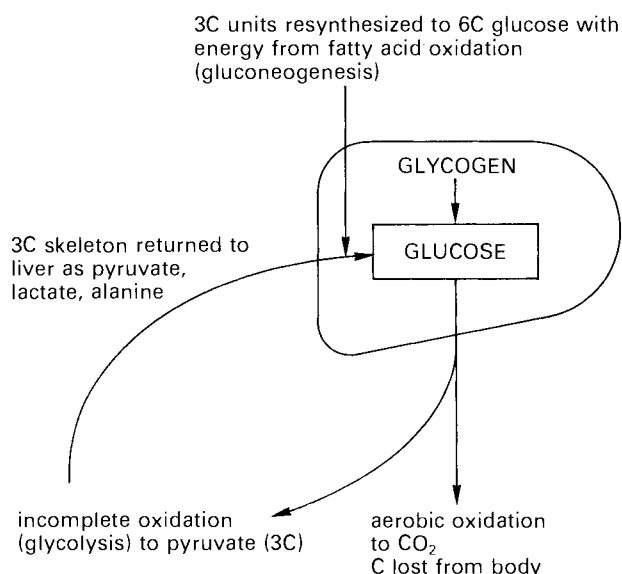 3C units resynthesized to 6C glucose with
energy from fatty acid oxidation
(gluconeogenesis)
GLYCOGEN
GLUCOSE
3C skeleton returned to
liver as pyruvate,
lactate, alanine
incomplete oxidation
(glycolysis) to pyruvate (3C)
aerobic oxidation
to CO₂
C lost from body